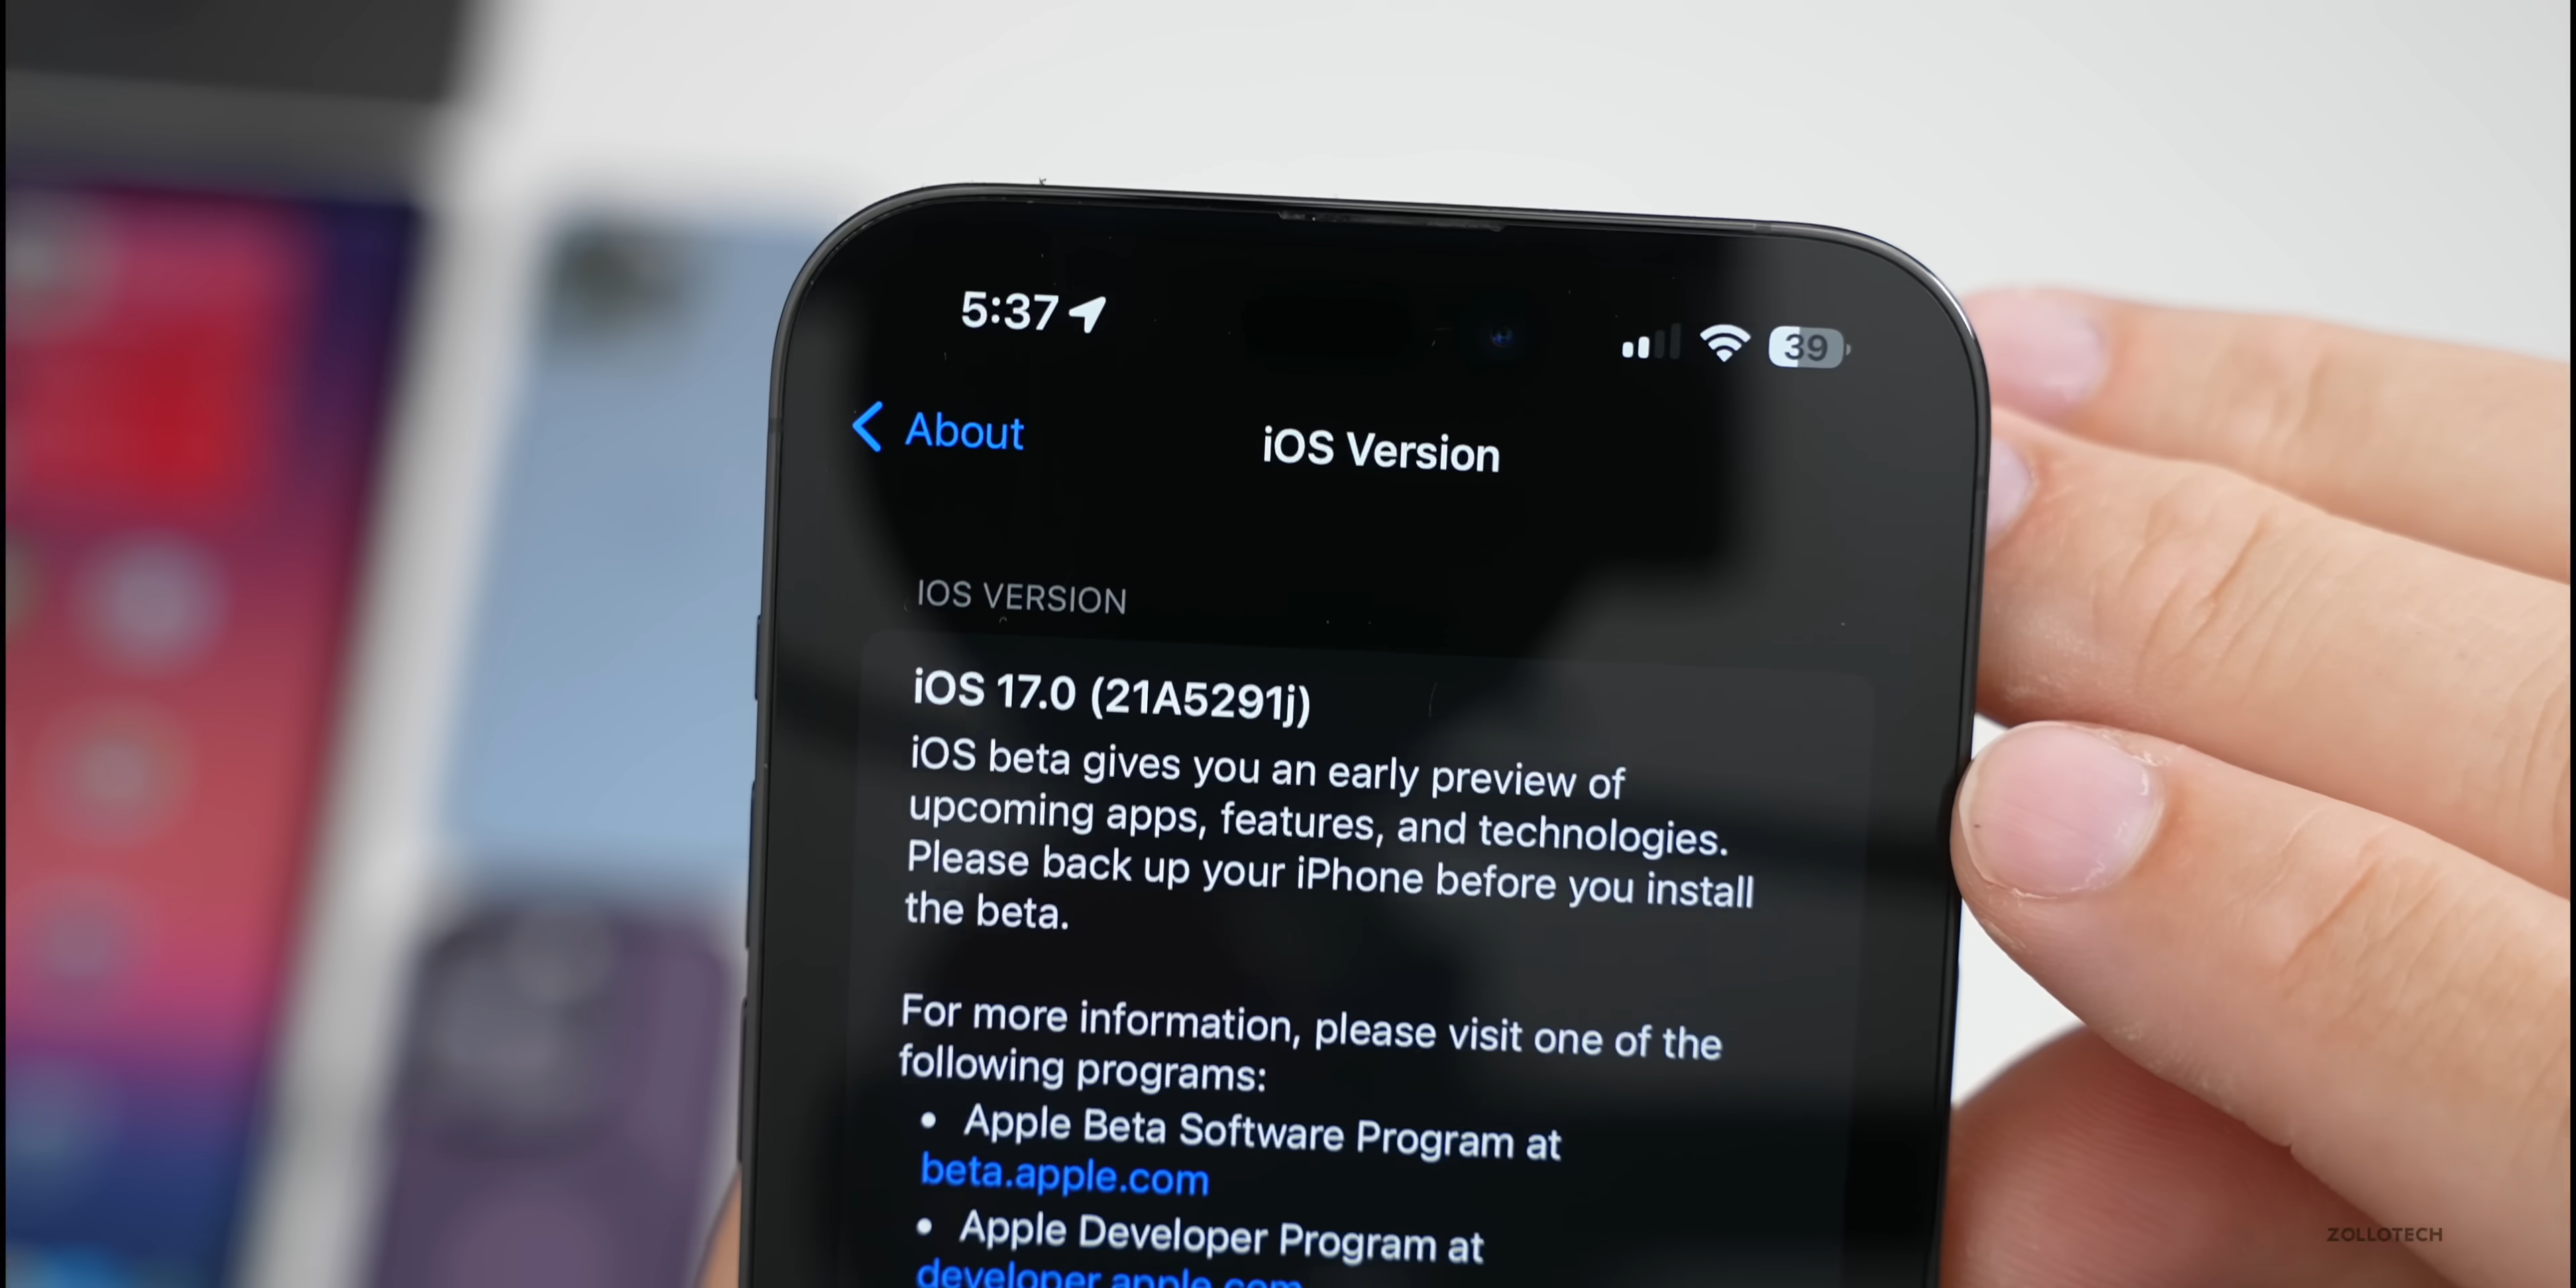 5:37
39
About
iOS Version
IOS VERSION
iOS 17.0 (21A5291j)
iOS beta gives you an early preview of
upcoming apps, features, and technologies.
Please back up your iPhone before you install
the beta.
For more information, please visit one of the
following programs:
• Apple Beta Software Program at
beta.apple.com
• Apple Developer Program at
developer.apple.com
ZOLLOTECH